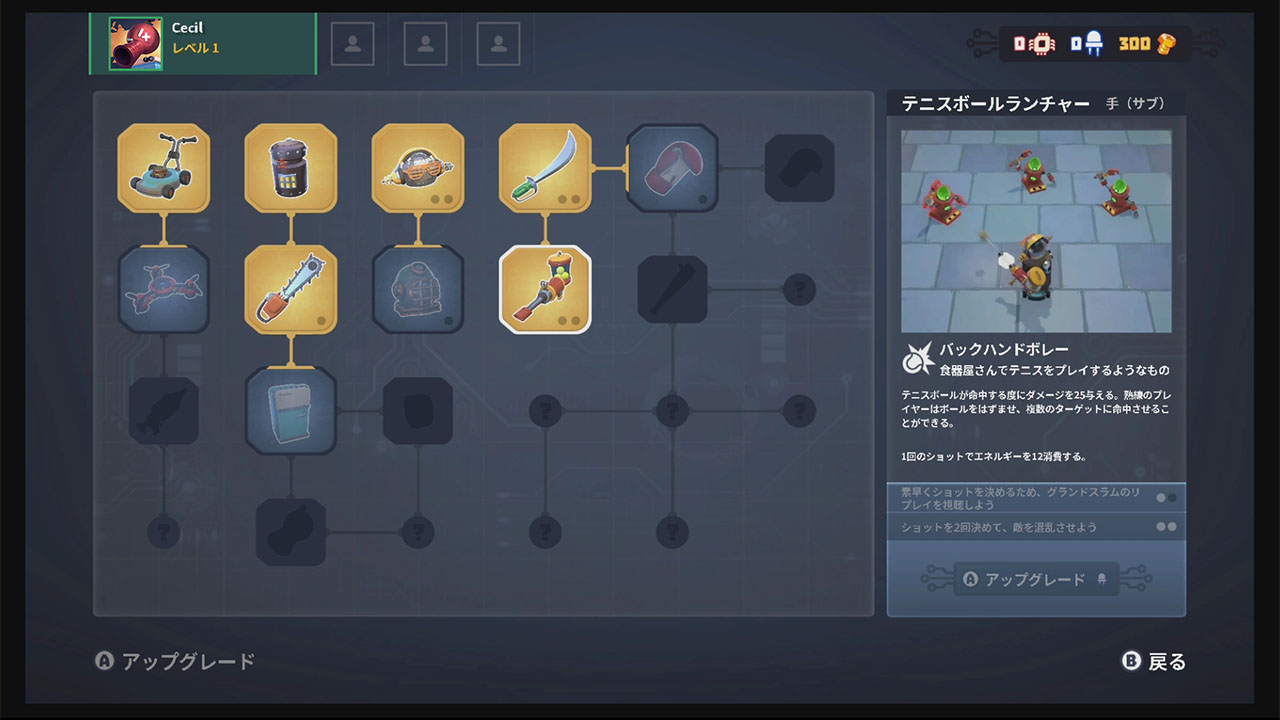 Cecil
レベル 1
0
0
300
テニスボールランチャー 手（サブ）
バックハンドボレー
食器屋さんでテニスをプレイするようなもの
テニスボールが命中する度にダメージを25与える。熟練のプレ
イヤーはボールをはずませ、複数のターゲットに命中させるこ
とができる。
1回のショットでエネルギーを12消費する。
素早くショットを決めるため、グランドスラムのリ
プレイを視聴しよう
ショットを2回決めて、敵を混乱させよう
A アップグレード
?
?
?
?
?
?
?
?
?
A アップグレード
B 戻る